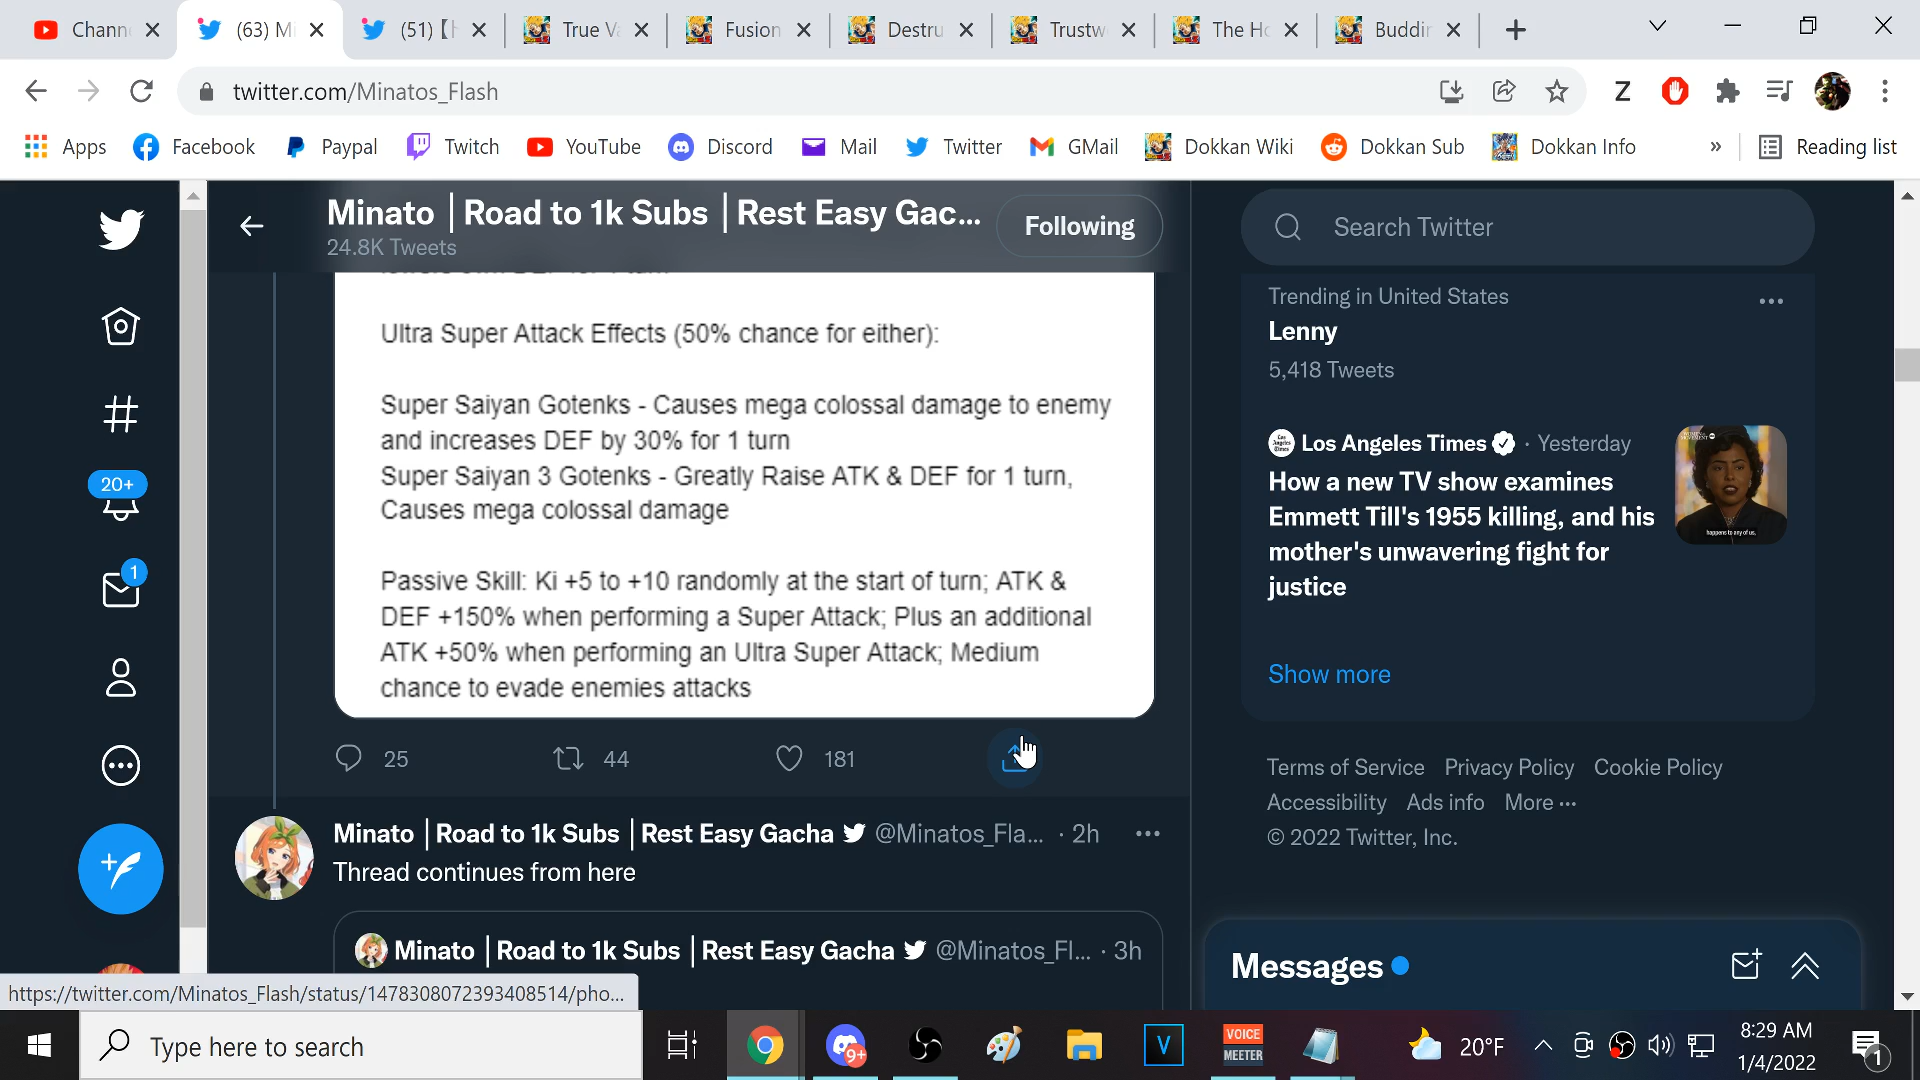 Chann
(63) Mi
(51)【h
True Va
Fusion
Destru
Trustw
The Ho
Buddin
twitter.com/Minatos_Flash
Z
Apps
Facebook
Paypal
Twitch
YouTube
Discord
Mail
Twitter
GMail
Dokkan Wiki
Dokkan Sub
Dokkan Info
»
Reading list
Minato | Road to 1k Subs | Rest Easy Gac...
24.8K Tweets
Following
Search Twitter
Ultra Super Attack Effects (50% chance for either):
Super Saiyan Gotenks - Causes mega colossal damage to enemy
and increases DEF by 30% for 1 turn
Super Saiyan 3 Gotenks - Greatly Raise ATK & DEF for 1 turn,
Causes mega colossal damage
Passive Skill: Ki +5 to +10 randomly at the start of turn; ATK &
DEF +150% when performing a Super Attack; Plus an additional
ATK +50% when performing an Ultra Super Attack; Medium
chance to evade enemies attacks
25
44
181
Minato | Road to 1k Subs | Rest Easy Gacha @Minatos_Fla... · 2h
Thread continues from here
Minato | Road to 1k Subs | Rest Easy Gacha @Minatos_Fl... · 3h
20+
1
Trending in United States
Lenny
5,418 Tweets
Los Angeles Times · Yesterday
How a new TV show examines
Emmett Till's 1955 killing, and his
mother's unwavering fight for
justice
happens to any of us,
Show more
Terms of Service Privacy Policy Cookie Policy
Accessibility Ads info More ...
© 2022 Twitter, Inc.
Messages
https://twitter.com/Minatos_Flash/status/1478308072393408514/pho...
Type here to search
9+
V
VOICE
MEETER
20°F
8:29 AM
1/4/2022
1